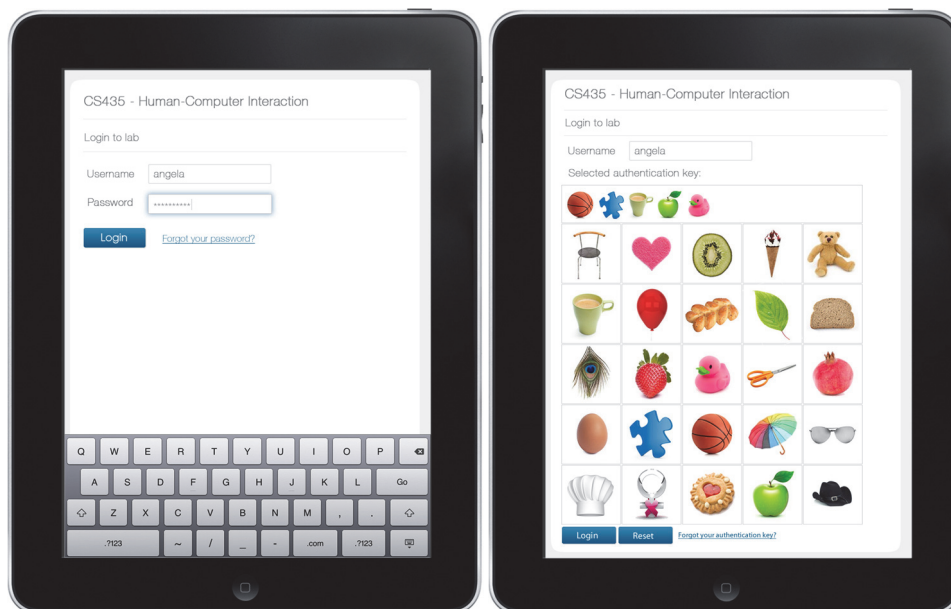 CS435 - Human-Computer Interaction
Login to lab
Username angela
Password ••••••••••
Login Forgot your password?
Q W E R T Y U I O P
A S D F G H J K L Go
Z X C V B N M , .
.?123 ~ / _ - .com .?123
CS435 - Human-Computer Interaction
Login to lab
Username angela
Selected authentication key:
Login Reset Forgot your authentication key?